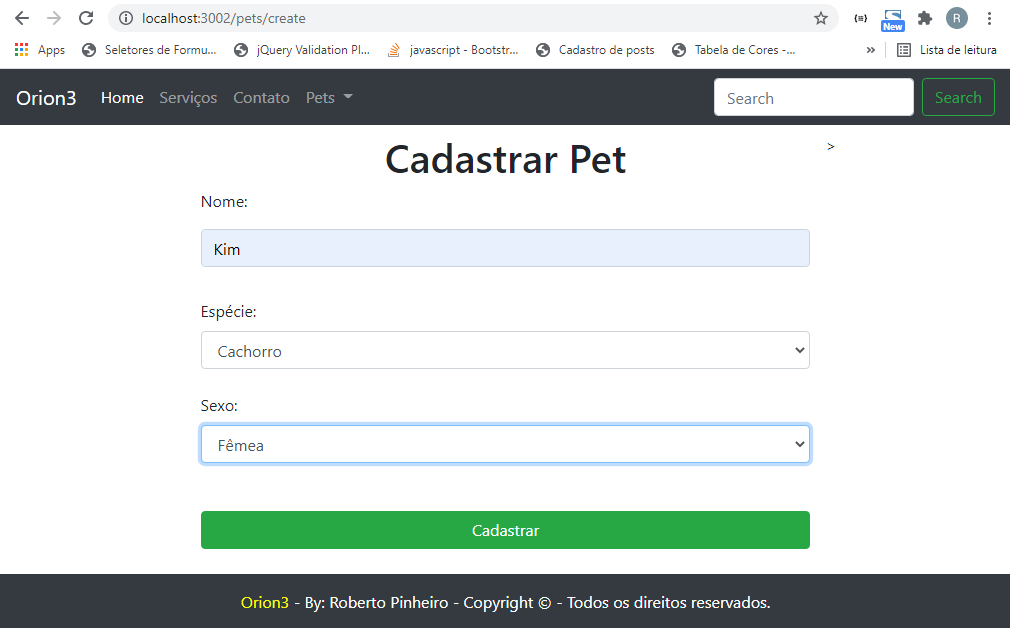 localhost:3002/pets/create
R
New
Apps Seletores de Formu... jQuery Validation Pl... javascript - Bootstr... Cadastro de posts Tabela de Cores -... » Lista de leitura
Orion3 Home Serviços Contato Pets Search Search
Cadastrar Pet >
Nome:
Kim
Espécie:
Cachorro
Sexo:
Fêmea
Cadastrar
Orion3 - By: Roberto Pinheiro - Copyright © - Todos os direitos reservados.